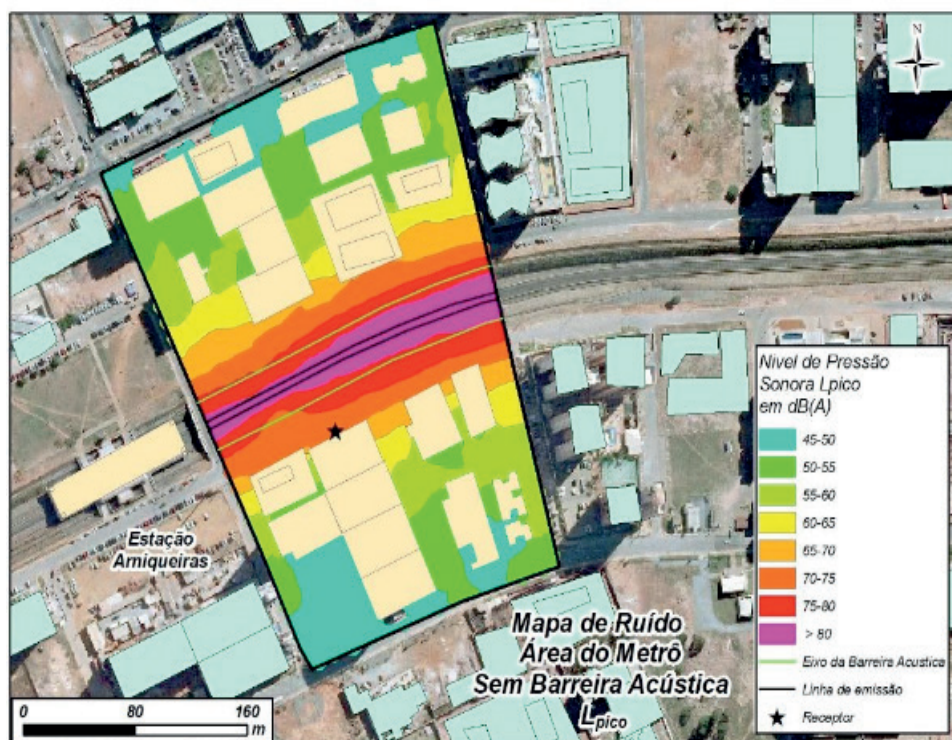 N
Nível de Pressão
Sonora Lpico
em dB(A)
45-50
50-55
55-60
60-65
65-70
70-75
75-80
> 80
Eixo da Barreira Acustica
Linha de emissão
Receptor
Estação
Arniqueiras
Mapa de Ruído
Área do Metrô
Sem Barreira Acústica
Lpico
0 80 160
m